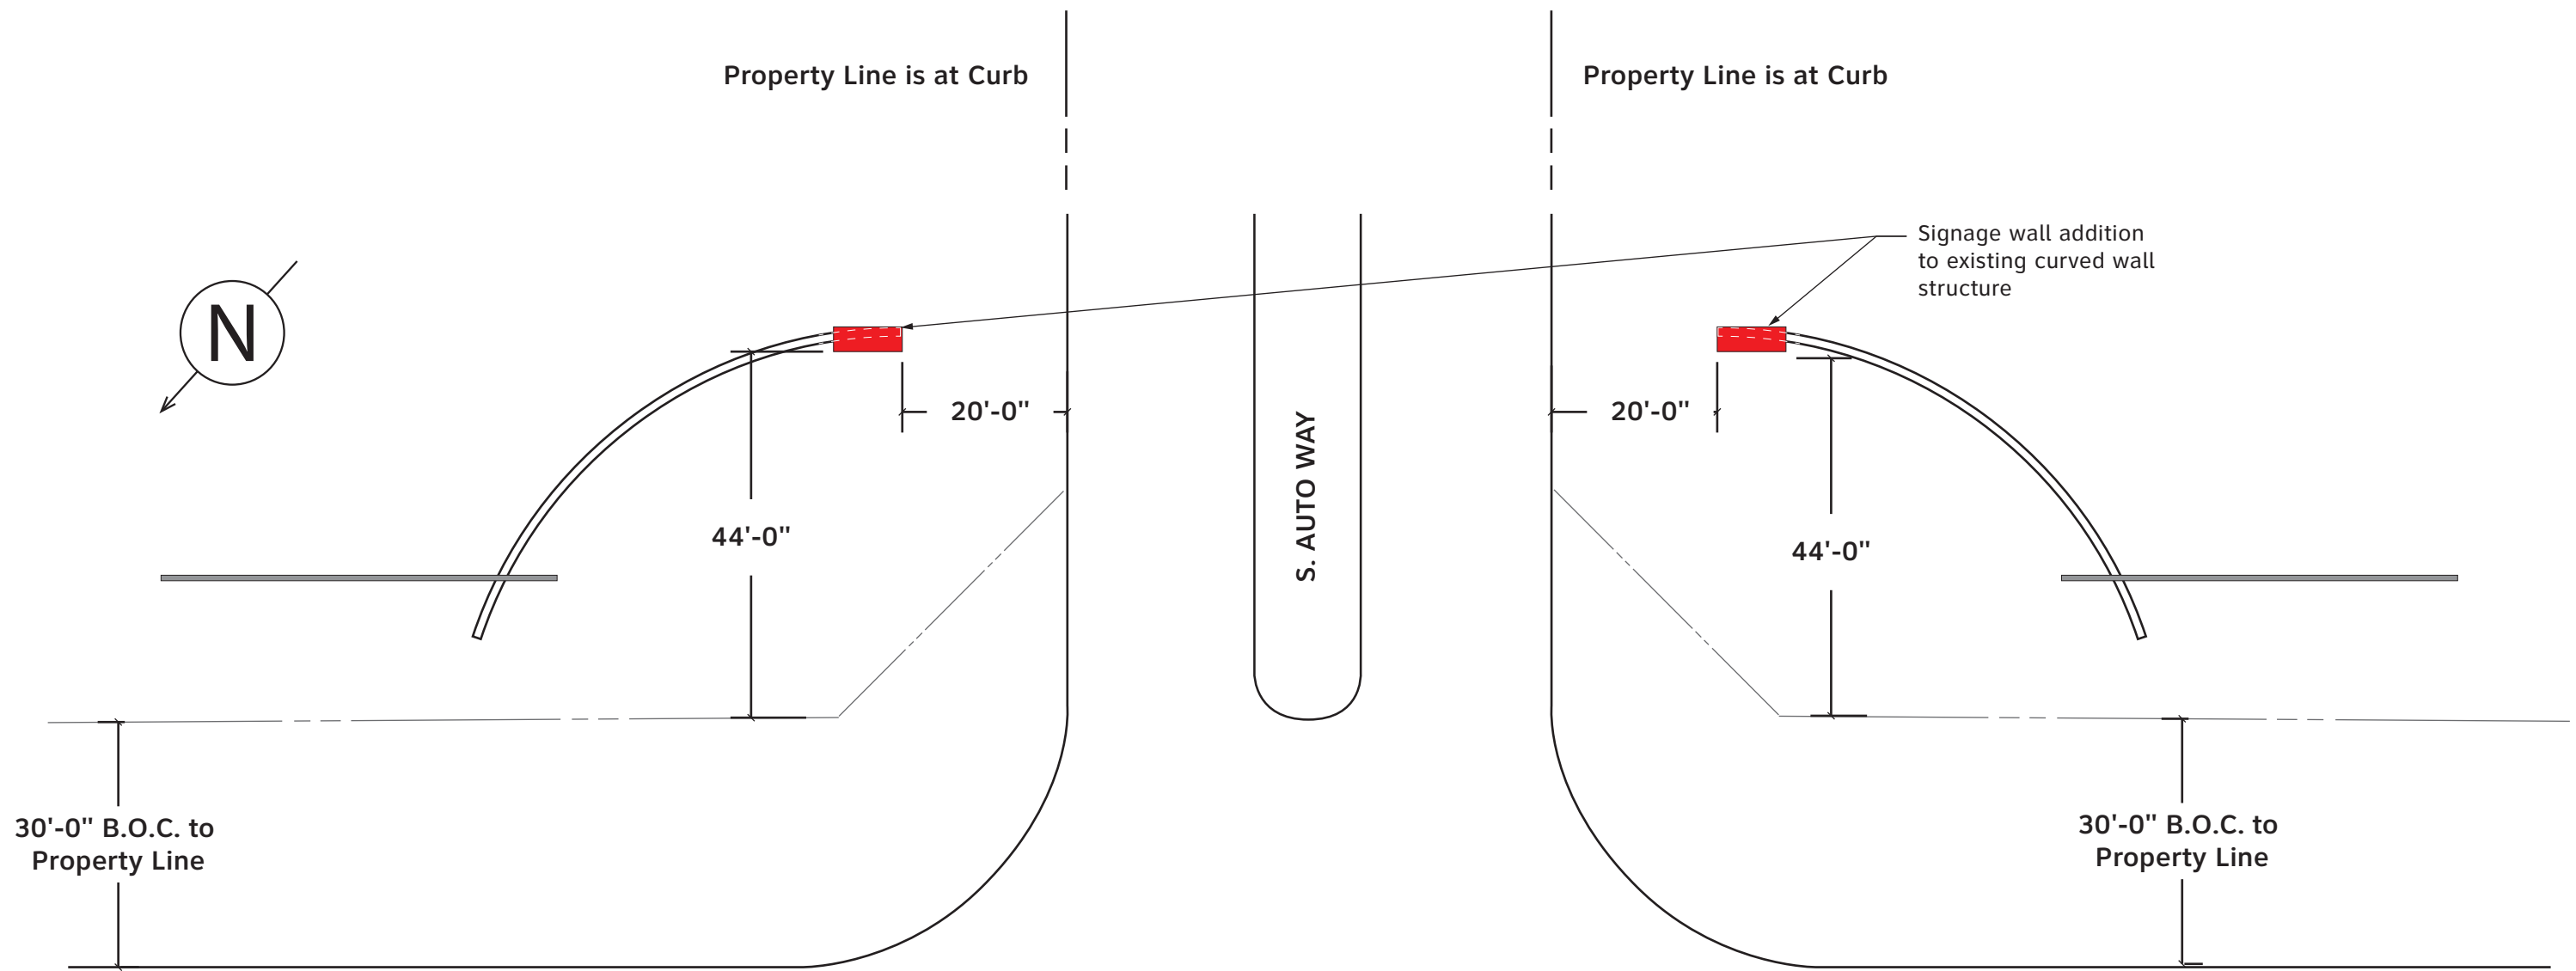 Property Line is at Curb
Property Line is at Curb
Signage wall addition
to existing curved wall
structure
N
20'-0"
20'-0"
S. AUTO WAY
44'-0"
44'-0"
30'-0" B.O.C. to
Property Line
30'-0" B.O.C. to
Property Line